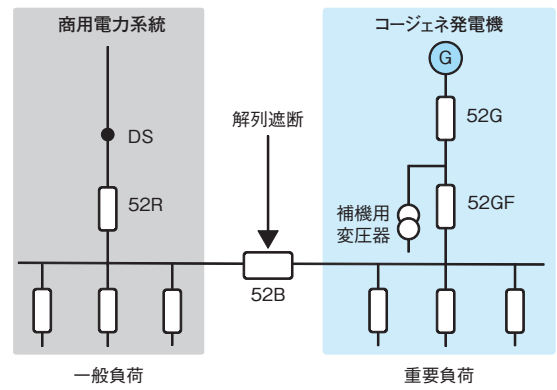 商用電力系統
コージェネ発電機
G
52G
解列遮断
DS
52R
補機用
変圧器
52GF
52B
一般負荷
重要負荷